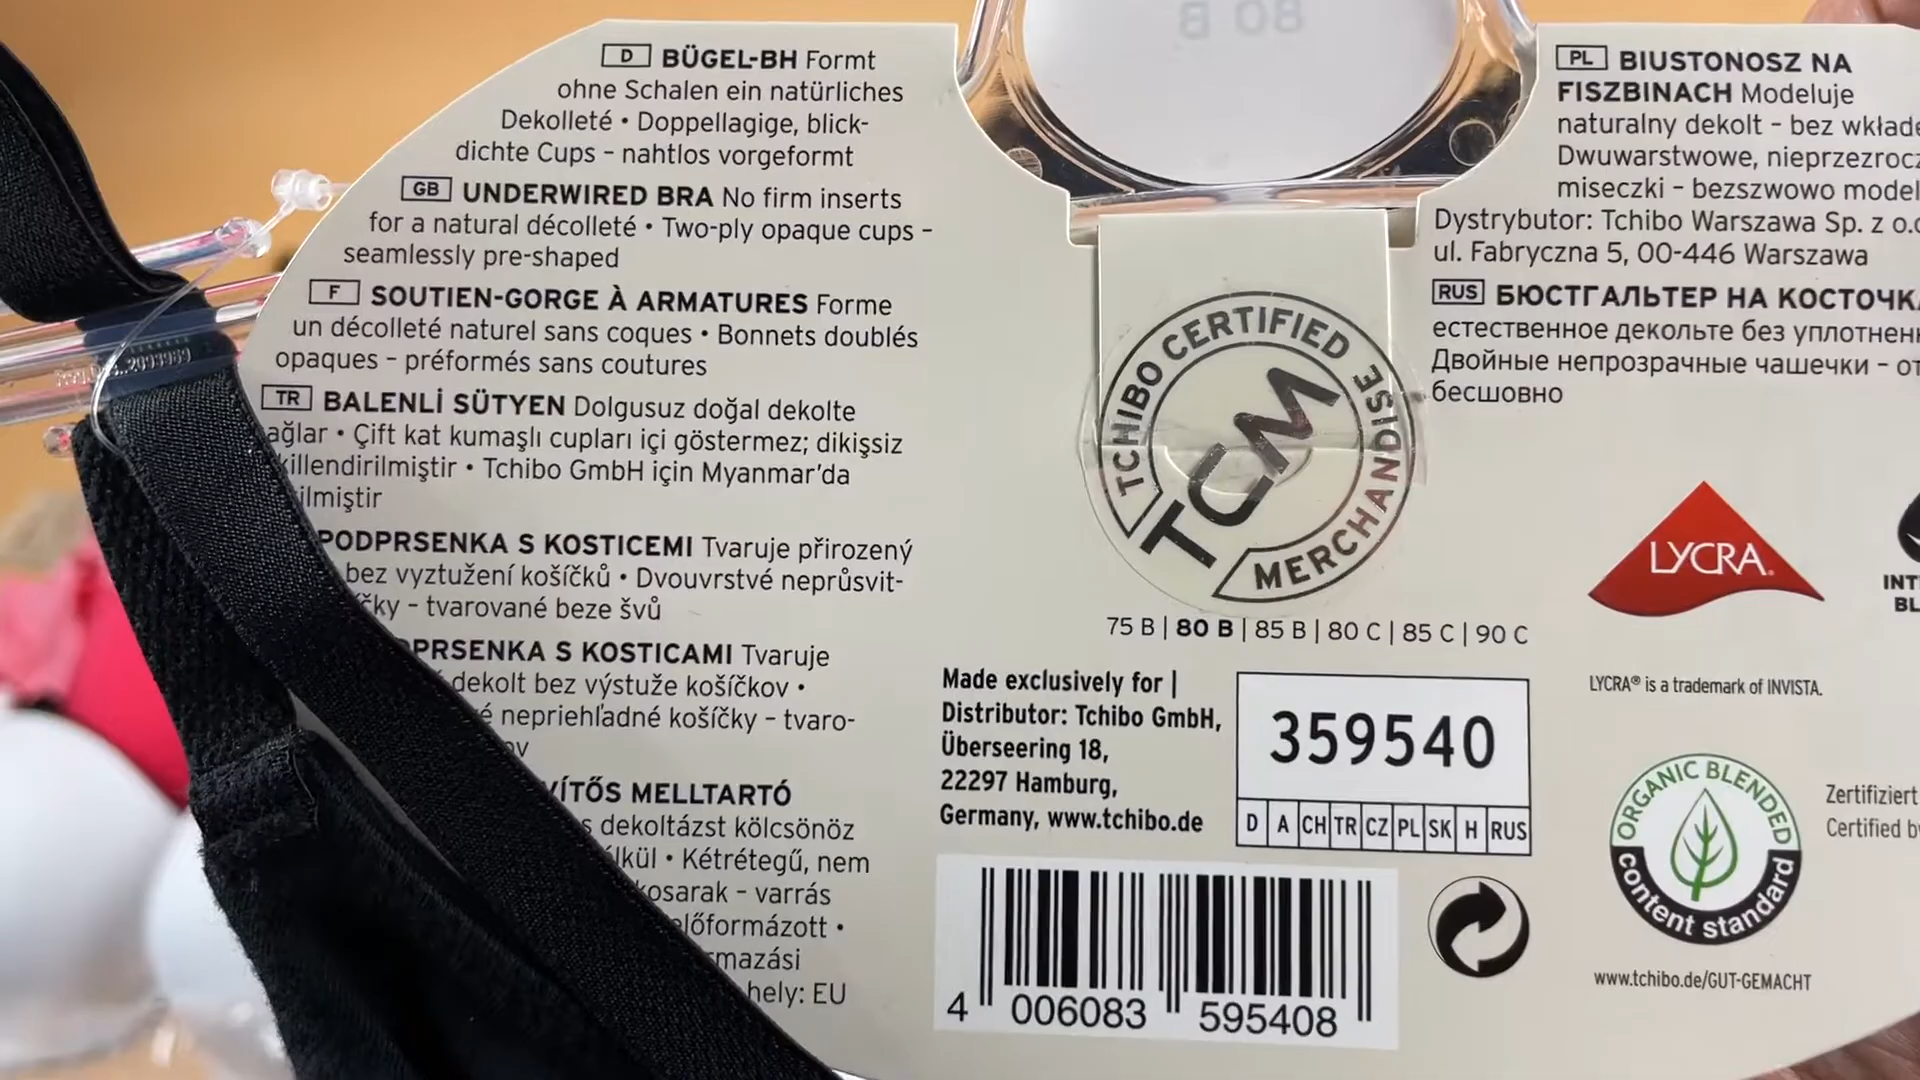 D BÜGEL-BH Formt
ohne Schalen ein natürliches
Dekolleté • Doppellagige, blick-
dichte Cups – nahtlos vorgeformt
GB UNDERWIRED BRA No firm inserts
for a natural décolleté • Two-ply opaque cups –
seamlessly pre-shaped
F SOUTIEN-GORGE À ARMATURES Forme
un décolleté naturel sans coques • Bonnets doublés
opaques – préformés sans coutures
TR BALENLİ SÜTYEN Dolgusuz doğal dekolte
ağlar • Çift kat kumaşlı cupları içi göstermez; dikişsiz
killendirilmiştir • Tchibo GmbH için Myanmar’da
ilmiştir
PODPRSENKA S KOSTICEMI Tvaruje přirozený
bez vyztužení košíčků • Dvouvrstvé neprůsvit-
čky – tvarované beze švů
PRSENKA S KOSTICAMI Tvaruje
dekolt bez výstuže košíčkov •
é nepriehľadné košíčky – tvaro-
ov
VÍTŐS MELLTARTÓ
s dekoltázst kölcsönöz
lkül • Kétrétegű, nem
kosarak – varrás
előformázott •
rmazási
hely: EU
80 B
TCHIBO CERTIFIED MERCHANDISE
TCM
75 B | 80 B | 85 B | 80 C | 85 C | 90 C
Made exclusively for |
Distributor: Tchibo GmbH,
Überseering 18,
22297 Hamburg,
Germany, www.tchibo.de
359540
D A CH TR CZ PL SK H RUS
4 006083 595408
PL BIUSTONOSZ NA
FISZBINACH Modeluje
naturalny dekolt – bez wkłade
Dwuwarstwowe, nieprzezrocz
miseczki – bezszwowo model
Dystrybutor: Tchibo Warszawa Sp. z o.o
ul. Fabryczna 5, 00-446 Warszawa
RUS БЮСТГАЛЬТЕР НА КОСТОЧКА
естественное декольте без уплотнен
Двойные непрозрачные чашечки – от
бесшовно
LYCRA®
INT
BL
LYCRA® is a trademark of INVISTA.
ORGANIC BLENDED
content standard
Zertifiziert
Certified b
www.tchibo.de/GUT-GEMACHT